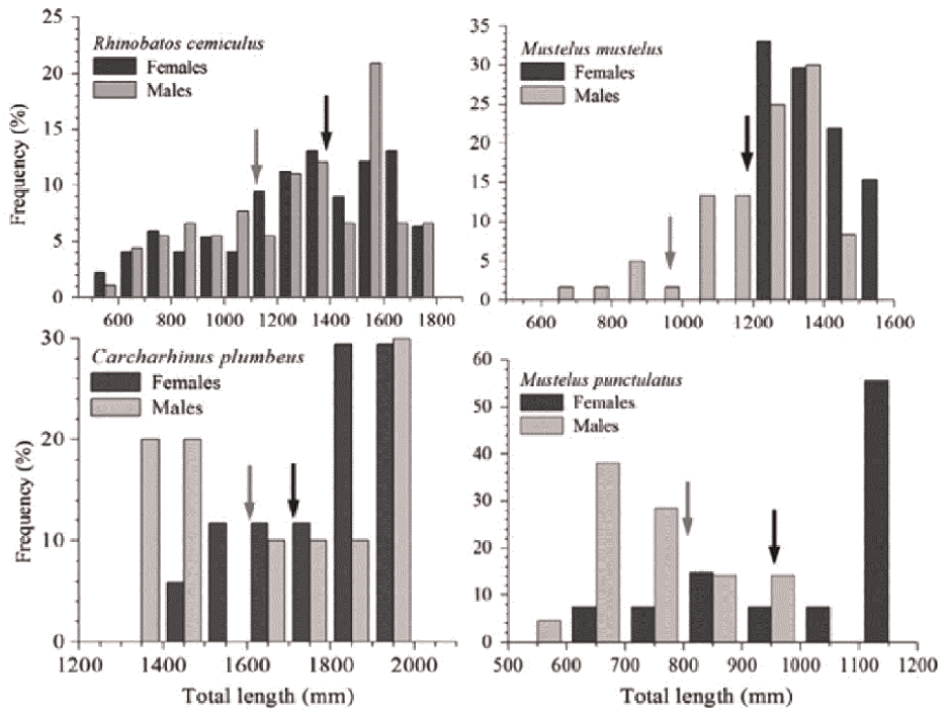 Rhinobatos cemiculus
Females
Males
Frequency (%)
25
20
15
10
5
0
600 800 1000 1200 1400 1600 1800
Mustelus mustelus
Females
Males
35
30
25
20
15
10
5
0
600 800 1000 1200 1400 1600
Carcharhinus plumbeus
Females
Males
Frequency (%)
30
20
10
0
1200 1400 1600 1800 2000
Total length (mm)
Mustelus punctulatus
Females
Males
60
50
40
30
20
10
0
500 600 700 800 900 1000 1100 1200
Total length (mm)